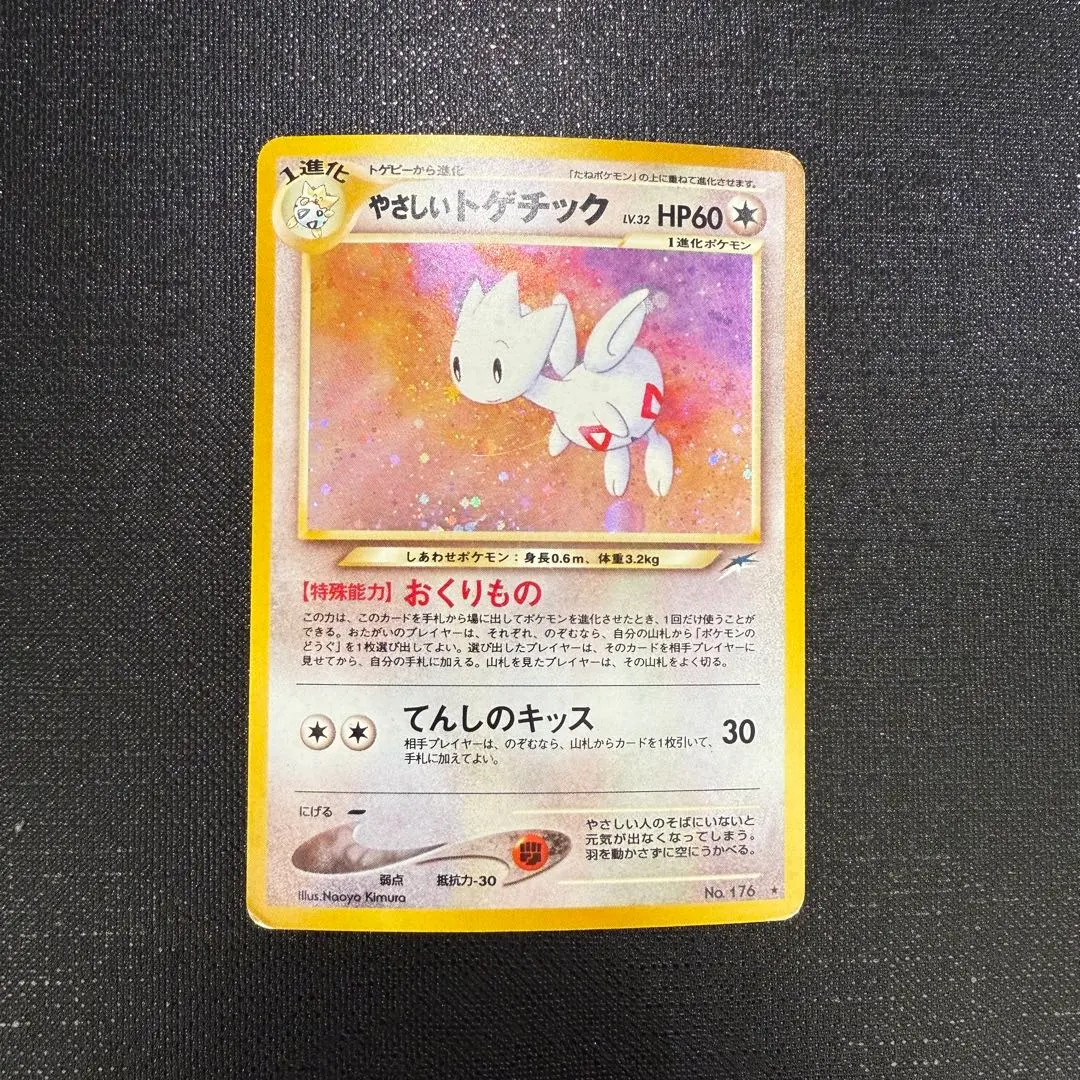 1進化
トゲピーから進化
「たねポケモン」の上に重ねて進化させます。
やさしいトゲチック LV.32 HP60
1進化ポケモン
しあわせポケモン:身長0.6m、体重3.2kg
【特殊能力】おくりもの
この力は、このカードを手札から場に出してポケモンを進化させたとき、1回だけ使うことが
できる。おたがいのプレイヤーは、それぞれ、のぞむなら、自分の山札から「ポケモンの
どうぐ」を1枚選び出してよい。選び出したプレイヤーは、そのカードを相手プレイヤーに
見せてから、自分の手札に加える。山札を見たプレイヤーは、その山札をよく切る。
てんしのキッス 30
相手プレイヤーは、のぞむなら、山札からカードを1枚引いて、
手札に加えてよい。
にげる
弱点 抵抗力-30
やさしい人のそばにいないと
元気が出なくなってしまう。
羽を動かさずに空にうかべる。
Illus.Naoyo Kimura
No. 176 ★